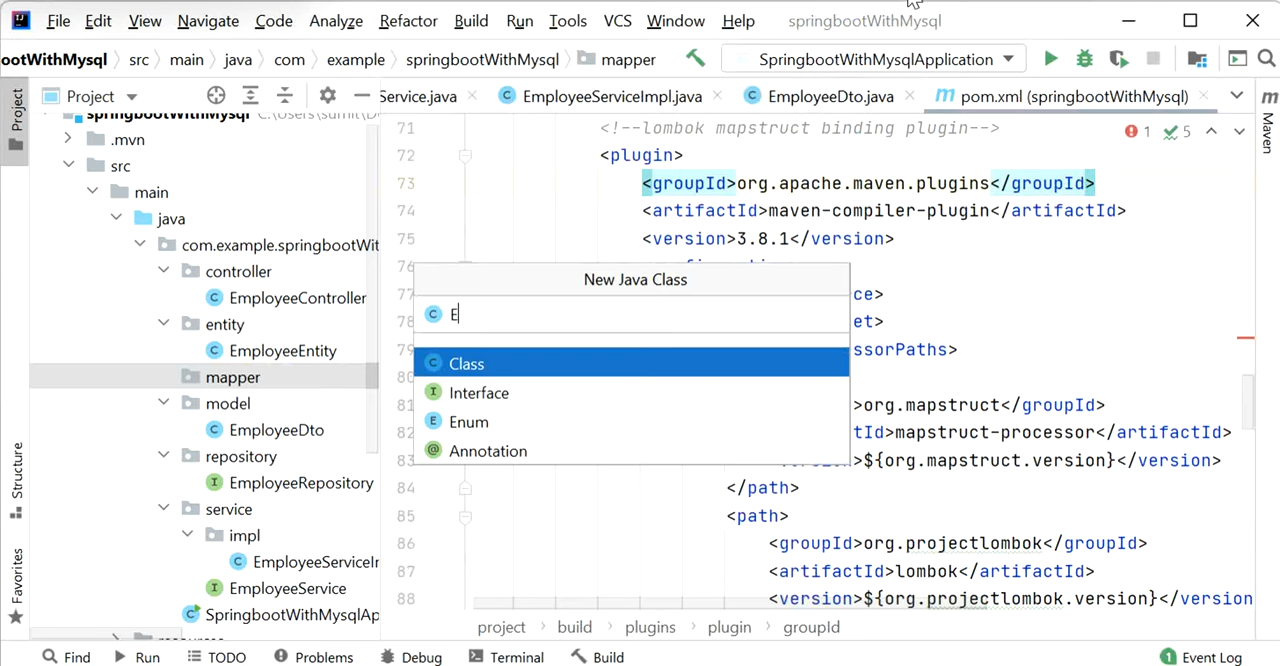 File Edit View Navigate Code Analyze Refactor Build Run Tools VCS Window Help springbootWithMysql
ootWithMysql src main java com example springbootWithMysql mapper SpringbootWithMysqlApplication
Project Service.java EmployeeServiceImpl.java EmployeeDto.java pom.xml (springbootWithMysql)
Project
Structure
Favorites
Maven
springbootWithMysql
.mvn
src
main
java
com.example.springbootWit
controller
EmployeeController
entity
EmployeeEntity
mapper
model
EmployeeDto
repository
EmployeeRepository
service
impl
EmployeeServiceIr
EmployeeService
SpringbootWithMysqlAp
1 5
71 <!--lombok mapstruct binding plugin-->
72 <plugin>
73 <groupId>org.apache.maven.plugins</groupId>
74 <artifactId>maven-compiler-plugin</artifactId>
75 <version>3.8.1</version>
76
77 ce>
78 et>
79 ssorPaths>
80
81 >org.mapstruct</groupId>
82 tId>mapstruct-processor</artifactId>
83 >${org.mapstruct.version}</version>
84 </path>
85 <path>
86 <groupId>org.projectlombok</groupId>
87 <artifactId>lombok</artifactId>
88 <version>${org.projectlombok.version}</version
New Java Class
E
Class
Interface
Enum
Annotation
project build plugins plugin groupId
Find Run TODO Problems Debug Terminal Build 1 Event Log